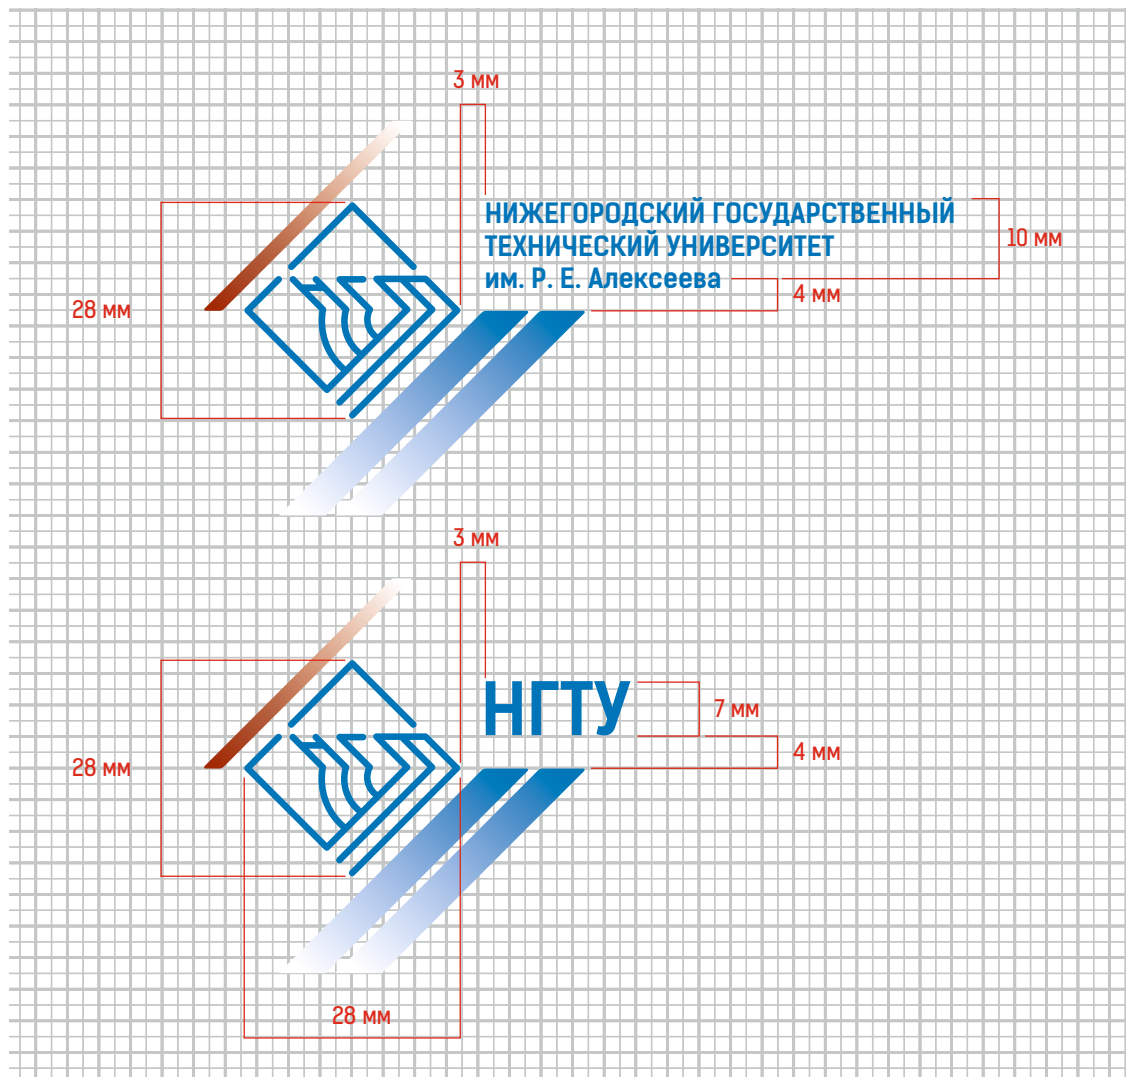 3 мм
НИЖЕГОРОДСКИЙ ГОСУДАРСТВЕННЫЙ
ТЕХНИЧЕСКИЙ УНИВЕРСИТЕТ
им. Р. Е. Алексеева
10 мм
4 мм
28 мм
3 мм
НГТУ
7 мм
4 мм
28 мм
28 мм